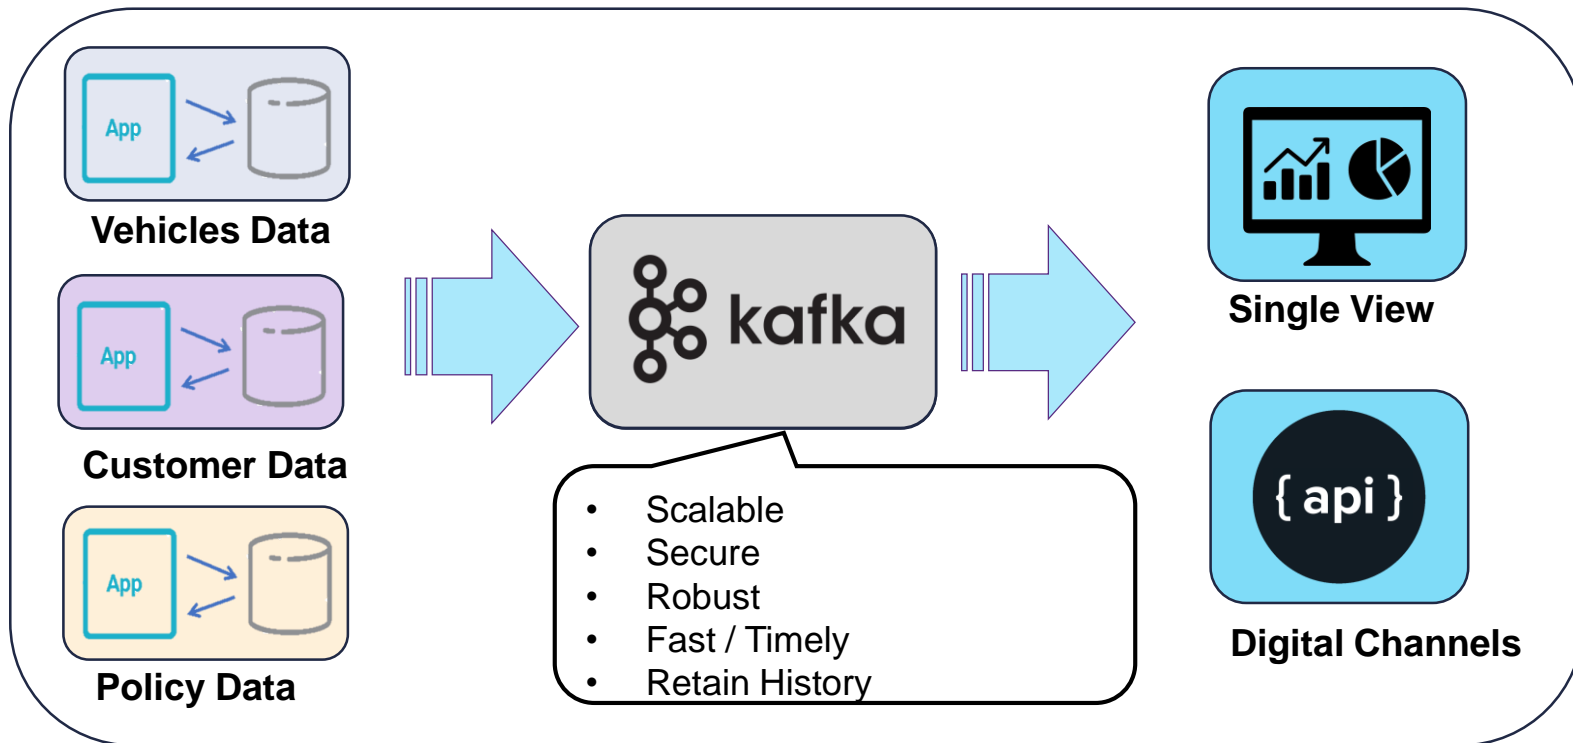 App
Vehicles Data
App
Customer Data
App
Policy Data
kafka
• Scalable
• Secure
• Robust
• Fast / Timely
• Retain History
Single View
{ api }
Digital Channels